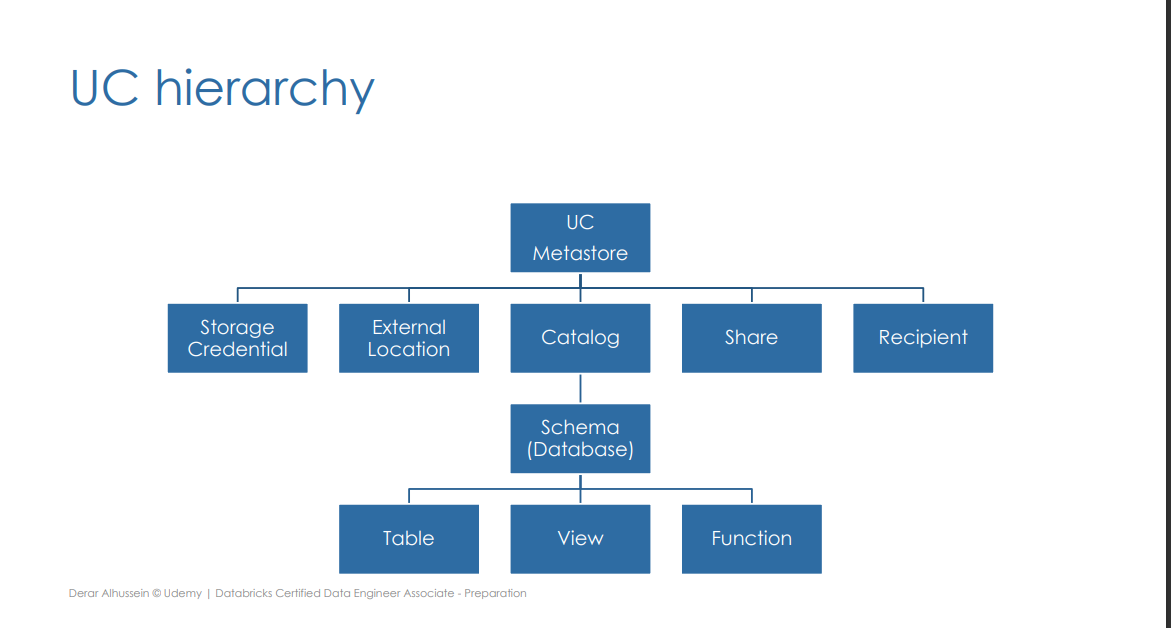 UC hierarchy
UC
Metastore
Storage
Credential
External
Location
Catalog
Share
Recipient
Schema
(Database)
Table
View
Function
Derar Alhussein © Udemy | Databricks Certified Data Engineer Associate - Preparation